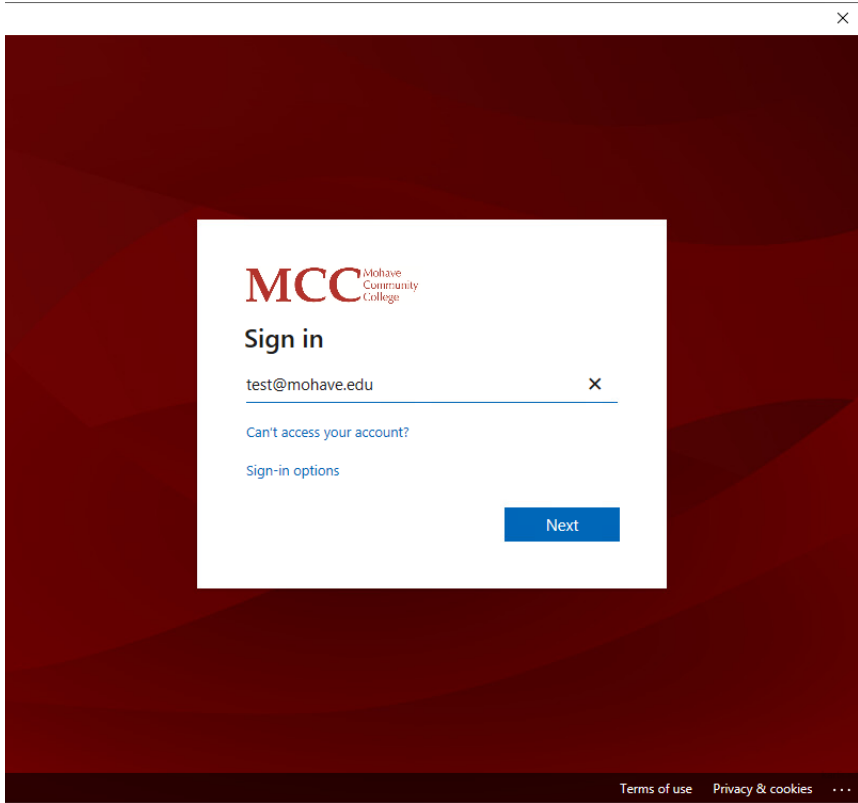 MCC Mohave
Community
College
Sign in
test@mohave.edu
Can't access your account?
Sign-in options
Next
Terms of use Privacy & cookies ...